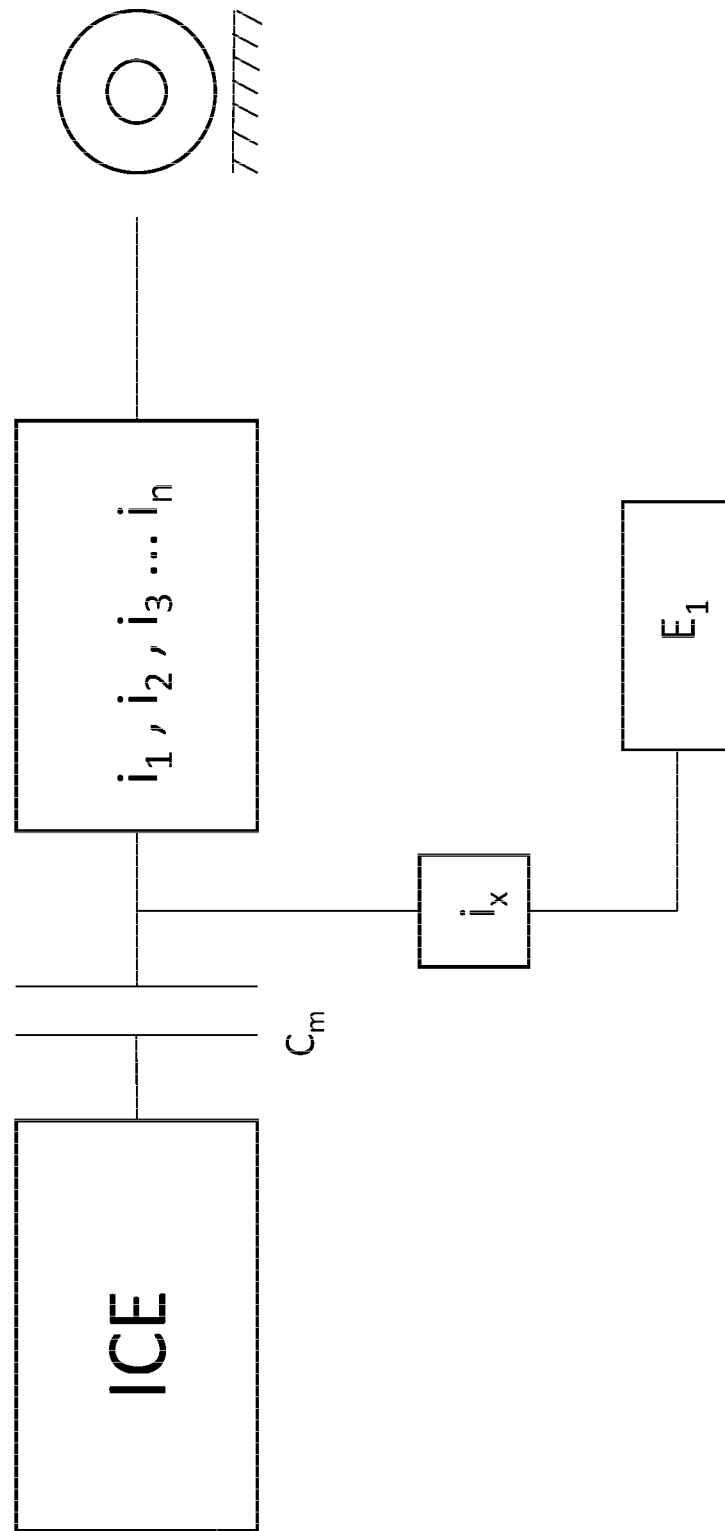 ICE
Cₘ
i₁ , i₂ , i₃ ... iₙ
iₓ
E₁